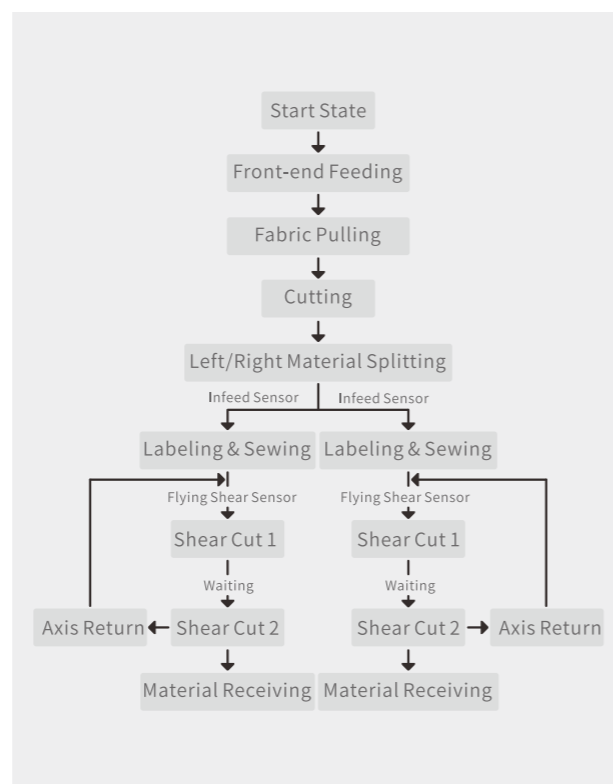 Start State
Front-end Feeding
Fabric Pulling
Cutting
Left/Right Material Splitting
Infeed Sensor Infeed Sensor
Labeling & Sewing Labeling & Sewing
Flying Shear Sensor Flying Shear Sensor
Shear Cut 1 Shear Cut 1
Waiting Waiting
Axis Return Shear Cut 2 Shear Cut 2 Axis Return
Material Receiving Material Receiving